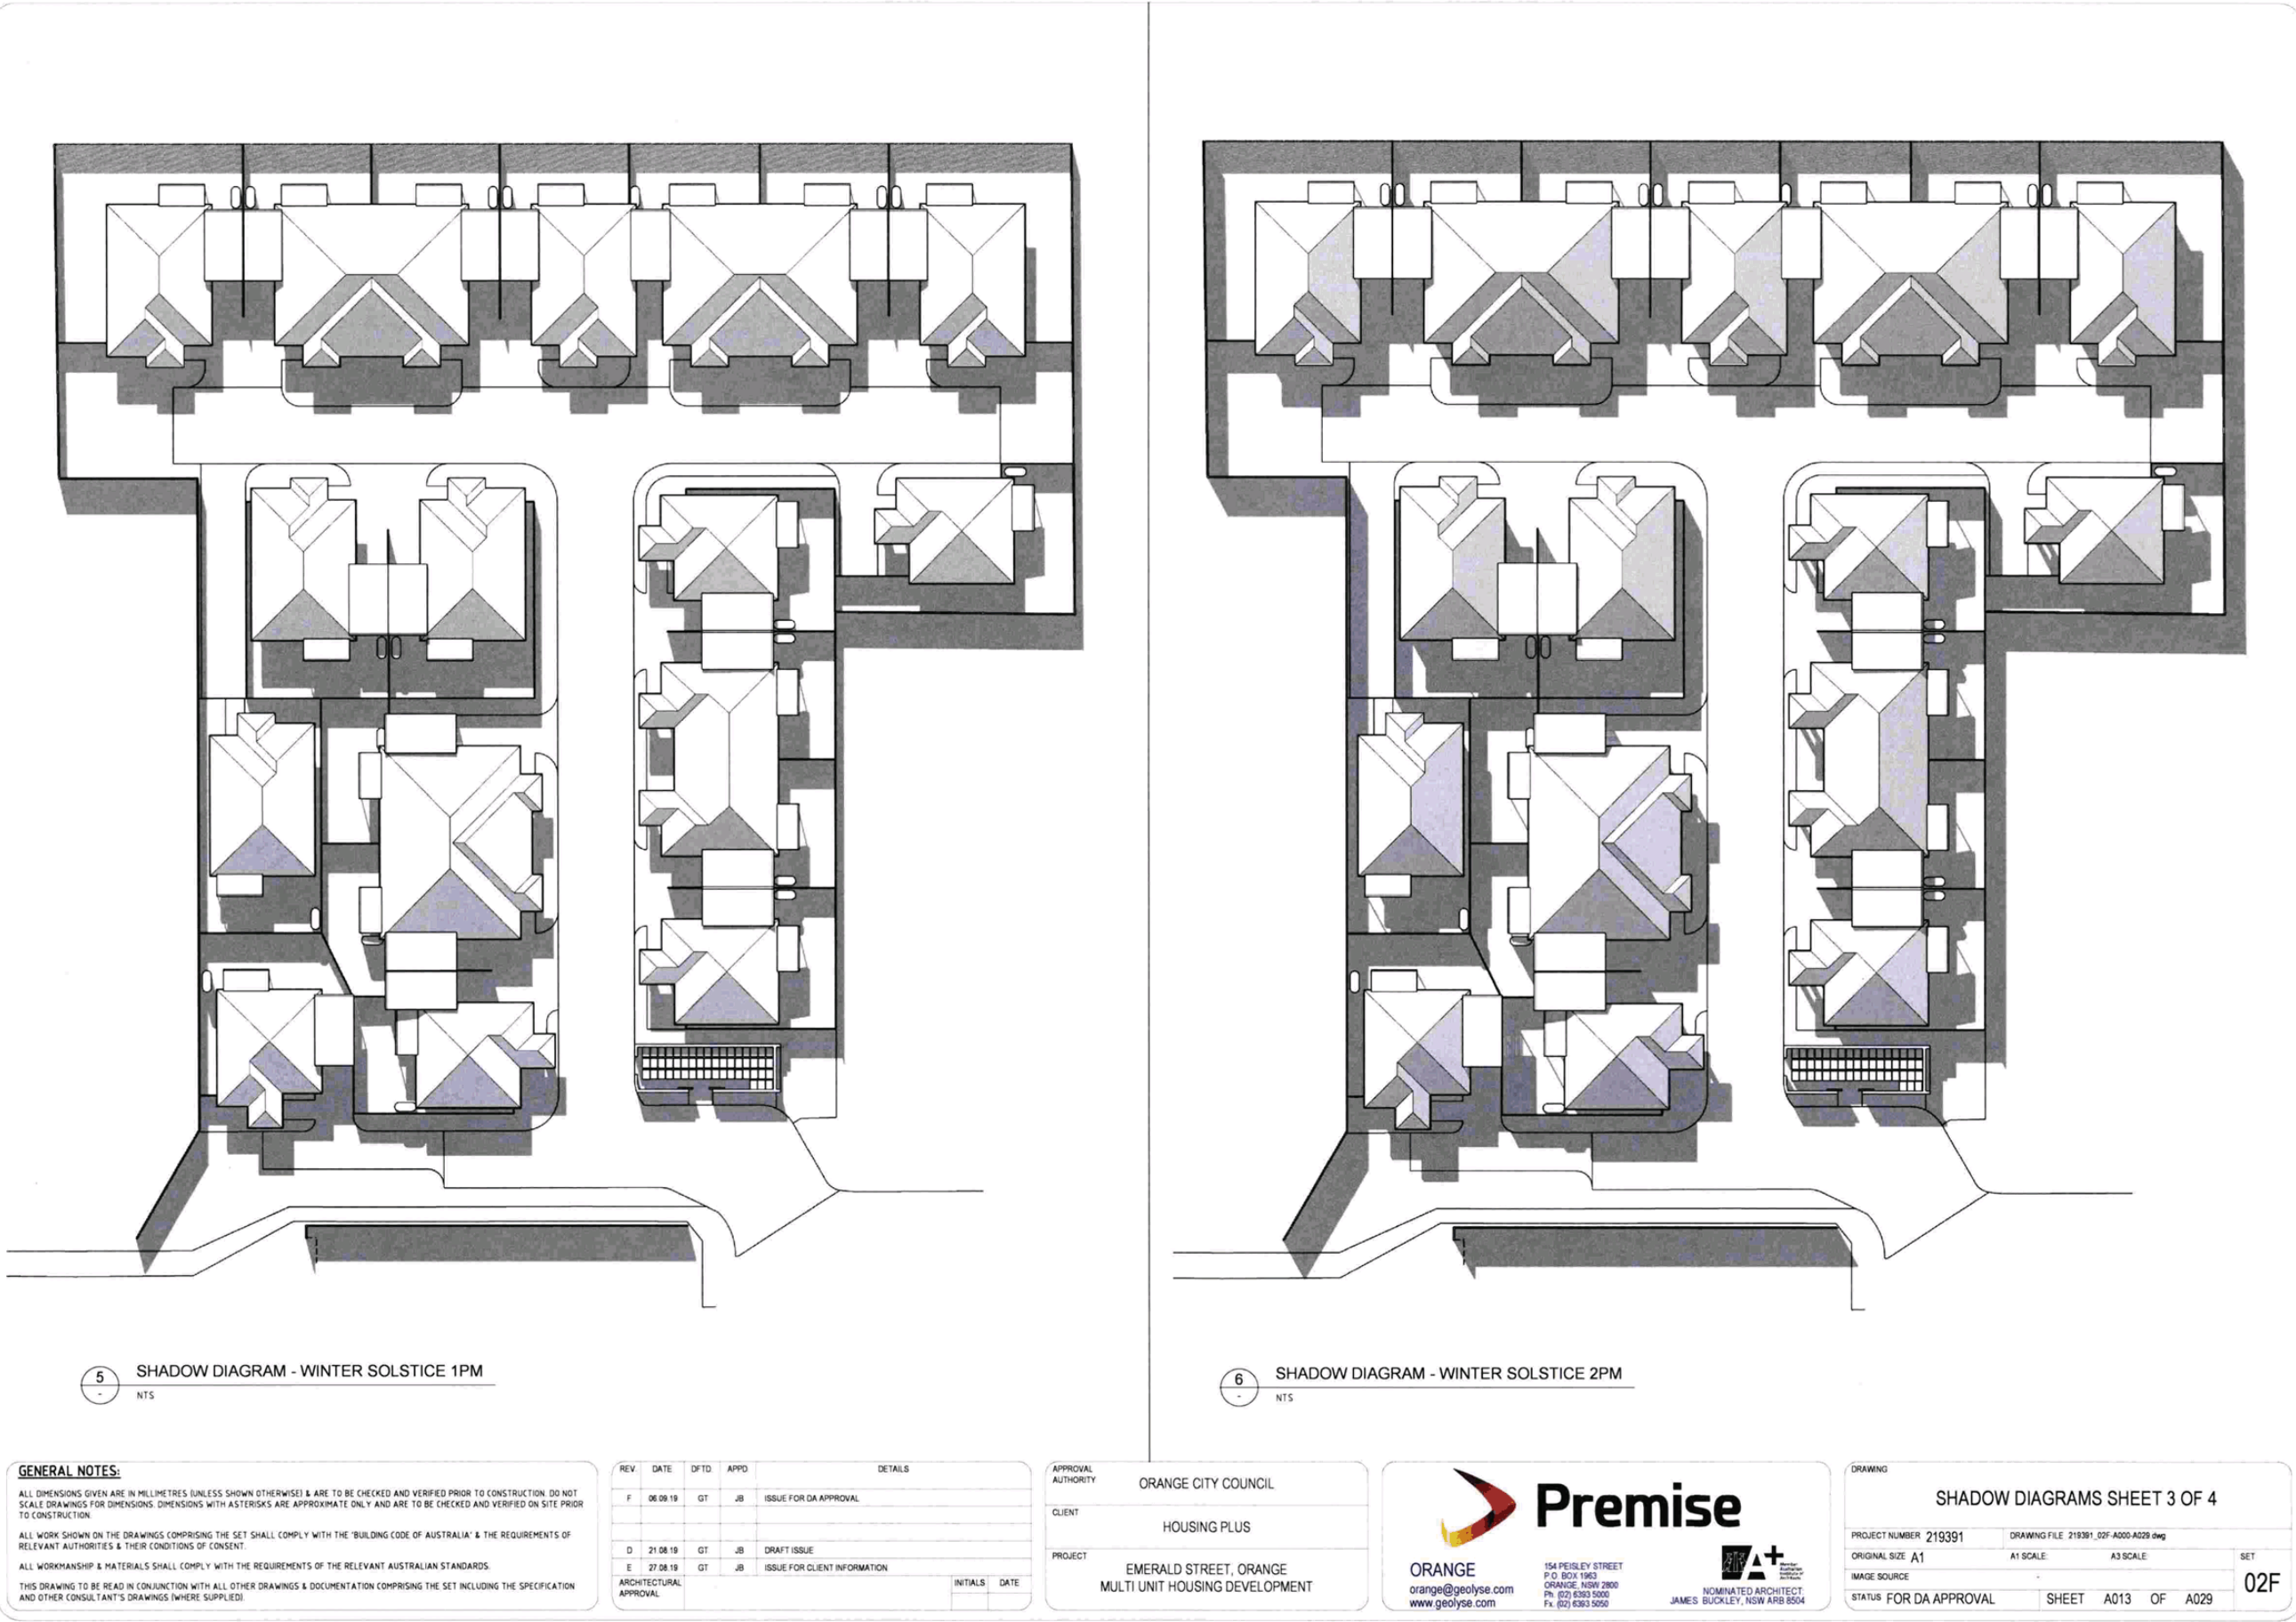 5
-
SHADOW DIAGRAM - WINTER SOLSTICE 1PM
NTS
6
-
SHADOW DIAGRAM - WINTER SOLSTICE 2PM
NTS
GENERAL NOTES:
ALL DIMENSIONS GIVEN ARE IN MILLIMETRES (UNLESS SHOWN OTHERWISE) & ARE TO BE CHECKED AND VERIFIED PRIOR TO CONSTRUCTION. DO NOT
SCALE DRAWINGS FOR DIMENSIONS. DIMENSIONS WITH ASTERISKS ARE APPROXIMATE ONLY AND ARE TO BE CHECKED AND VERIFIED ON SITE PRIOR
TO CONSTRUCTION.
ALL WORK SHOWN ON THE DRAWINGS COMPRISING THE SET SHALL COMPLY WITH THE 'BUILDING CODE OF AUSTRALIA' & THE REQUIREMENTS OF
RELEVANT AUTHORITIES & THEIR CONDITIONS OF CONSENT.
ALL WORKMANSHIP & MATERIALS SHALL COMPLY WITH THE REQUIREMENTS OF THE RELEVANT AUSTRALIAN STANDARDS.
THIS DRAWING TO BE READ IN CONJUNCTION WITH ALL OTHER DRAWINGS & DOCUMENTATION COMPRISING THE SET INCLUDING THE SPECIFICATION
AND OTHER CONSULTANT'S DRAWINGS (WHERE SUPPLIED).
REV. DATE DFTD APPD DETAILS
F 06.09.19 GT JB ISSUE FOR DA APPROVAL
D 21.08.19 GT JB DRAFT ISSUE
E 27.08.19 GT JB ISSUE FOR CLIENT INFORMATION
ARCHITECTURAL APPROVAL INITIALS DATE
APPROVAL AUTHORITY ORANGE CITY COUNCIL
CLIENT
HOUSING PLUS
PROJECT
EMERALD STREET, ORANGE
MULTI UNIT HOUSING DEVELOPMENT
Premise
ORANGE
orange@geolyse.com
www.geolyse.com
154 PEISLEY STREET
P.O. BOX 1963
ORANGE, NSW 2800
Ph. (02) 6393 5000
Fx. (02) 6393 5050
A+
NOMINATED ARCHITECT:
JAMES BUCKLEY, NSW ARB 8504
DRAWING
SHADOW DIAGRAMS SHEET 3 OF 4
PROJECT NUMBER 219391 DRAWING FILE 219391_02F-A000-A029.dwg
ORIGINAL SIZE A1 A1 SCALE: A3 SCALE: SET
IMAGE SOURCE - 02F
STATUS FOR DA APPROVAL SHEET A013 OF A029